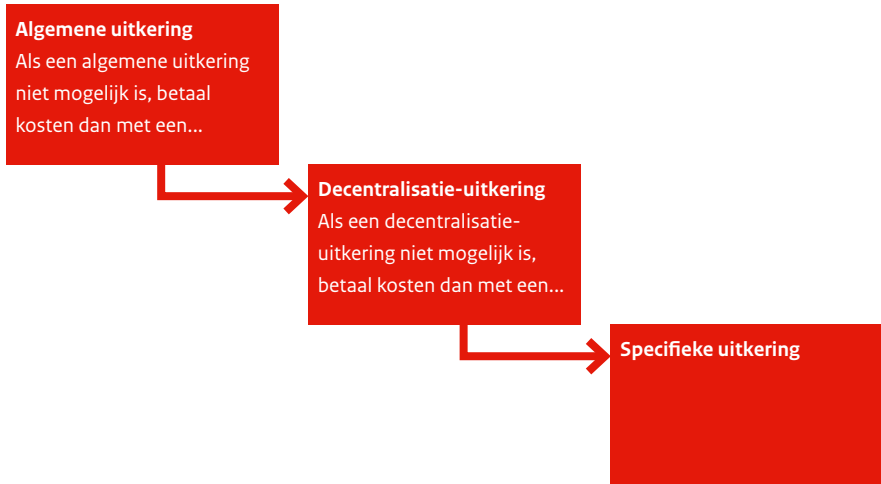 Algemene uitkering
Als een algemene uitkering
niet mogelijk is, betaal
kosten dan met een...
Decentralisatie-uitkering
Als een decentralisatie-
uitkering niet mogelijk is,
betaal kosten dan met een...
Specifieke uitkering